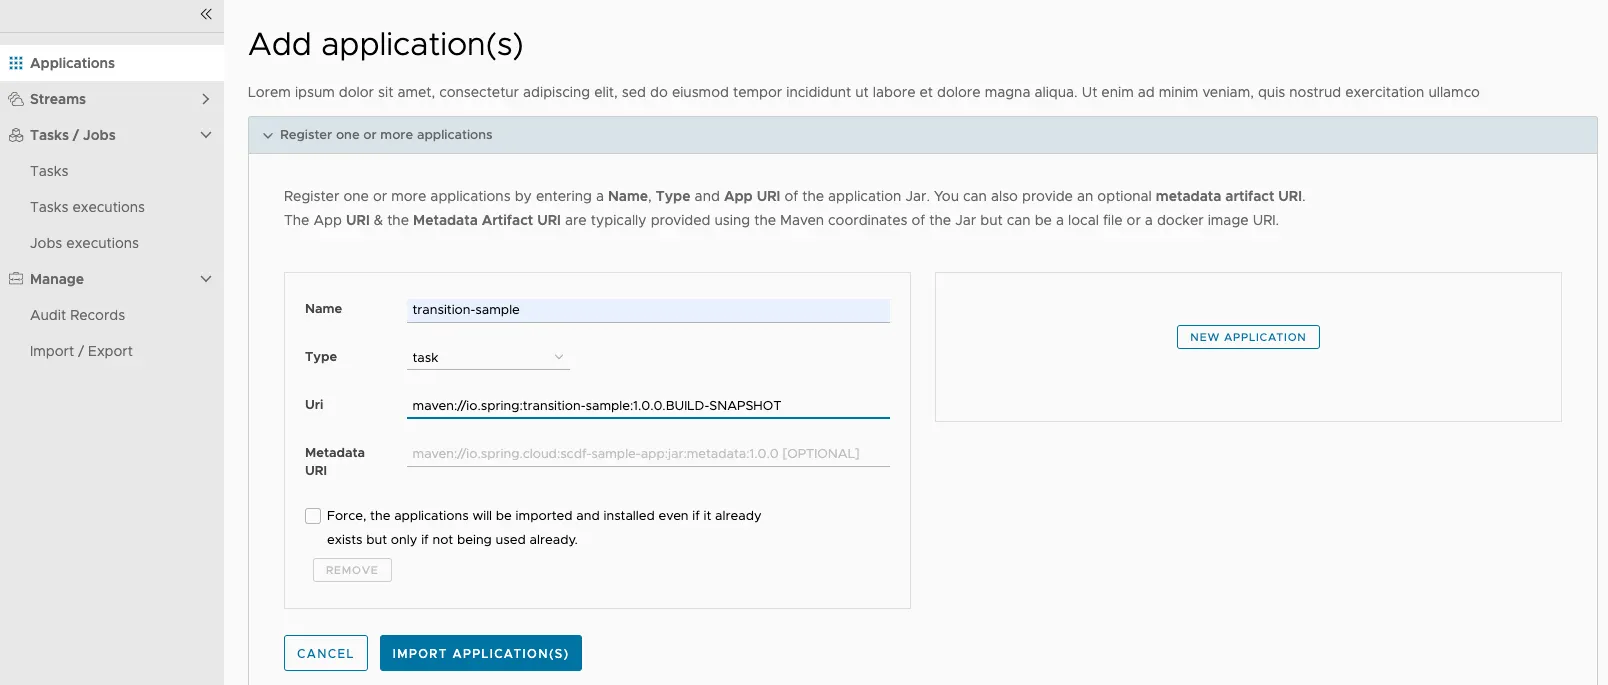 Applications
Streams
Tasks / Jobs
Tasks
Tasks executions
Jobs executions
Manage
Audit Records
Import / Export
Add application(s)
Lorem ipsum dolor sit amet, consectetur adipiscing elit, sed do eiusmod tempor incididunt ut labore et dolore magna aliqua. Ut enim ad minim veniam, quis nostrud exercitation ullamco
Register one or more applications
Register one or more applications by entering a Name, Type and App URI of the application Jar. You can also provide an optional metadata artifact URI.
The App URI & the Metadata Artifact URI are typically provided using the Maven coordinates of the Jar but can be a local file or a docker image URI.
Name
transition-sample
Type
task
Uri
maven://io.spring:transition-sample:1.0.0.BUILD-SNAPSHOT
Metadata
URI
maven://io.spring.cloud:scdf-sample-app:jar:metadata:1.0.0 [OPTIONAL]
Force, the applications will be imported and installed even if it already
exists but only if not being used already.
REMOVE
NEW APPLICATION
CANCEL
IMPORT APPLICATION(S)